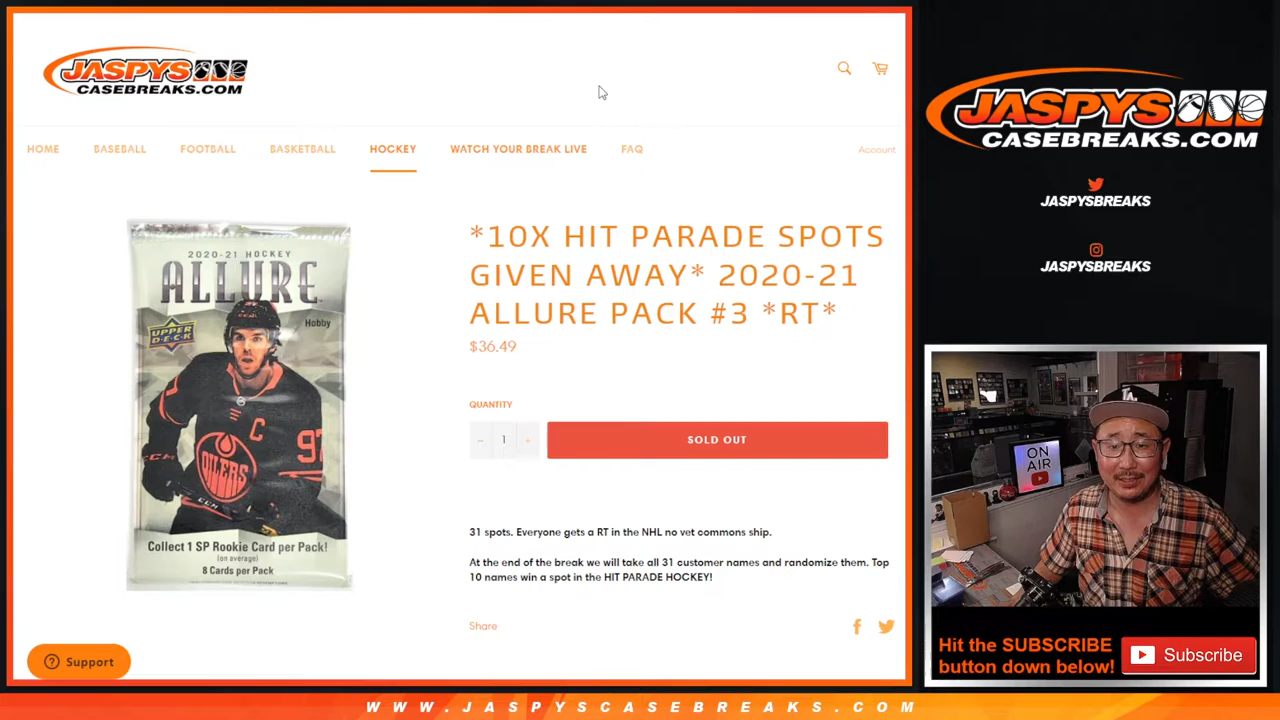 JASPYS
CASEBREAKS.COM
HOME BASEBALL FOOTBALL BASKETBALL HOCKEY WATCH YOUR BREAK LIVE FAQ Account
2020-21 HOCKEY
ALLURE
Hobby
UPPER DECK
C 97
OILERS
Collect 1 SP Rookie Card per Pack!
(on average)
8 Cards per Pack
*10X HIT PARADE SPOTS
GIVEN AWAY* 2020-21
ALLURE PACK #3 *RT*
$36.49
QUANTITY
− 1 +
SOLD OUT
31 spots. Everyone gets a RT in the NHL no vet commons ship.
At the end of the break we will take all 31 customer names and randomize them. Top
10 names win a spot in the HIT PARADE HOCKEY!
Share
Support
JASPYS
CASEBREAKS.COM
JASPYSBREAKS
JASPYSBREAKS
ON
AIR
LA
Hit the SUBSCRIBE
button down below!
Subscribe
WWW.JASPYSCASEBREAKS.COM